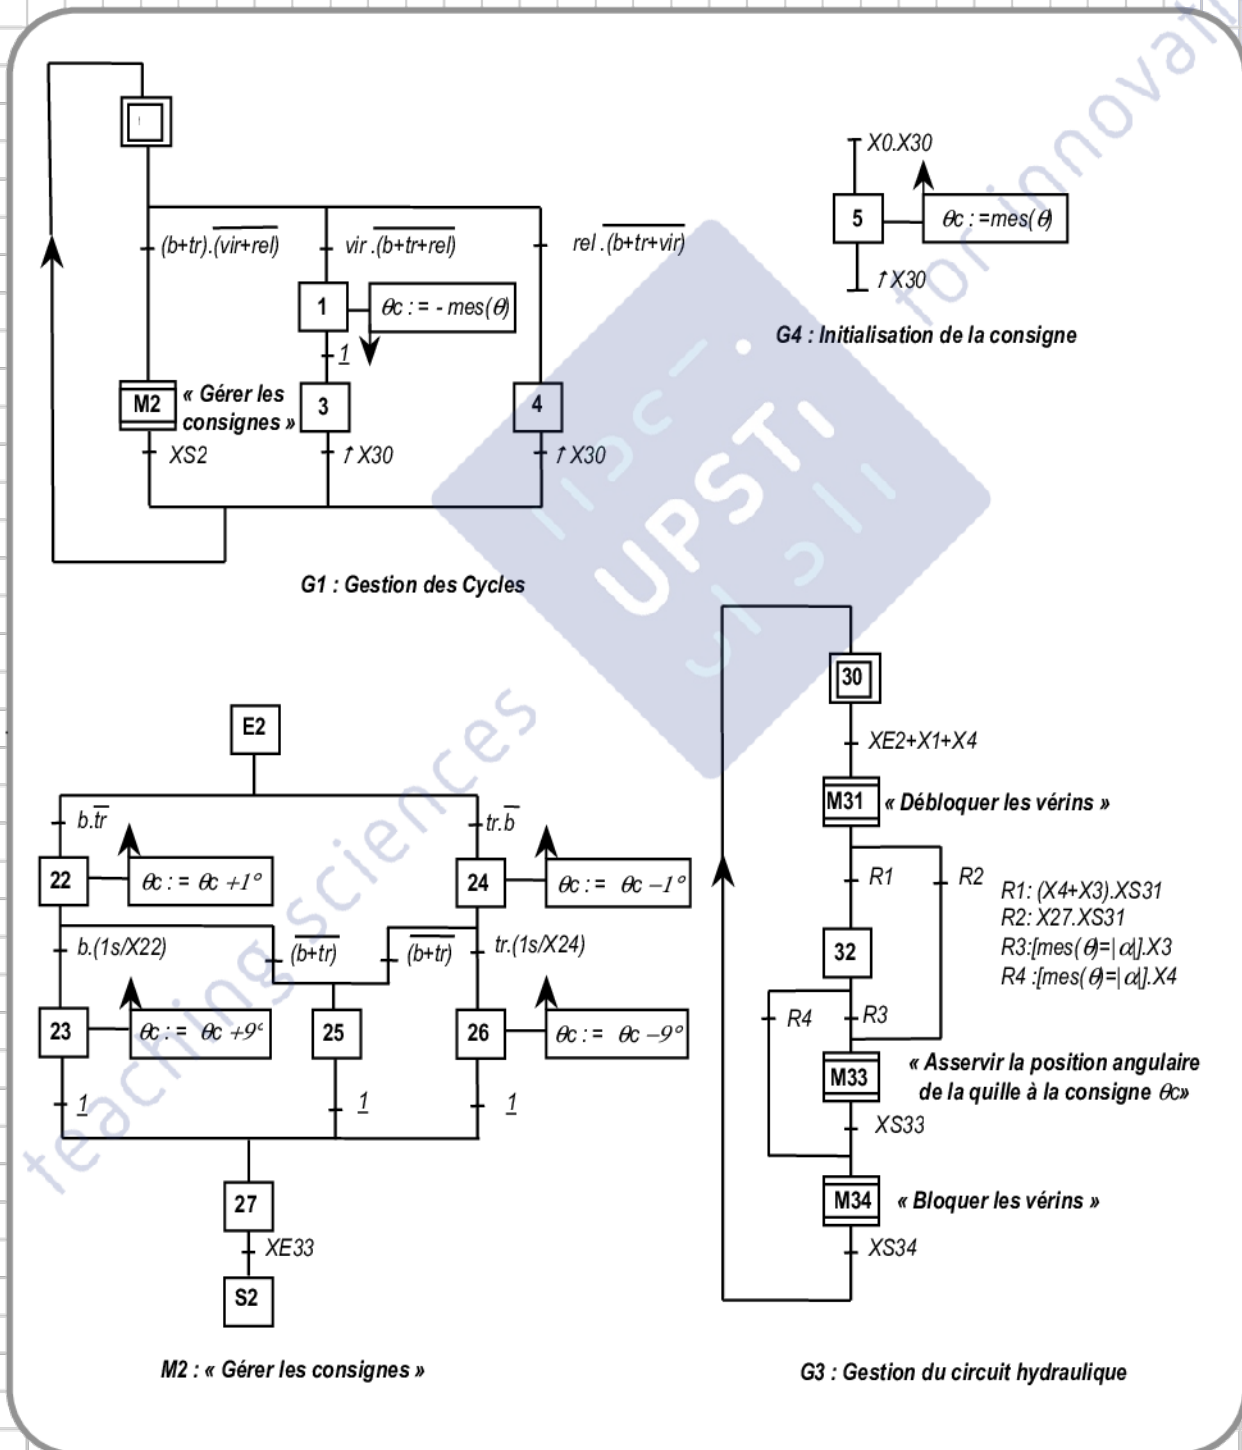 (b+tr).(vir+rel)
vir .(b+tr+rel)
rel .(b+tr+vir)
1
θc : = - mes(θ)
1
M2
« Gérer les
consignes »
3
4
XS2
↑X30
↑X30
G1 : Gestion des Cycles
X0.X30
5
θc : =mes(θ)
↑X30
G4 : Initialisation de la consigne
E2
b.tr
tr.b
22
θc : = θc +1°
24
θc : = θc –1°
b.(1s/X22)
(b+tr)
(b+tr)
tr.(1s/X24)
23
θc : = θc +9°
25
26
θc : = θc –9°
1
1
1
27
XE33
S2
M2 : « Gérer les consignes »
30
XE2+X1+X4
M31
« Débloquer les vérins »
R1
R2
R1: (X4+X3).XS31
R2: X27.XS31
R3:[mes(θ)=|α|].X3
R4 :[mes(θ)=|α|].X4
32
R4
R3
M33
« Asservir la position angulaire
de la quille à la consigne θc»
XS33
M34
« Bloquer les vérins »
XS34
G3 : Gestion du circuit hydraulique
UPSTI
teaching sciences
for innovati